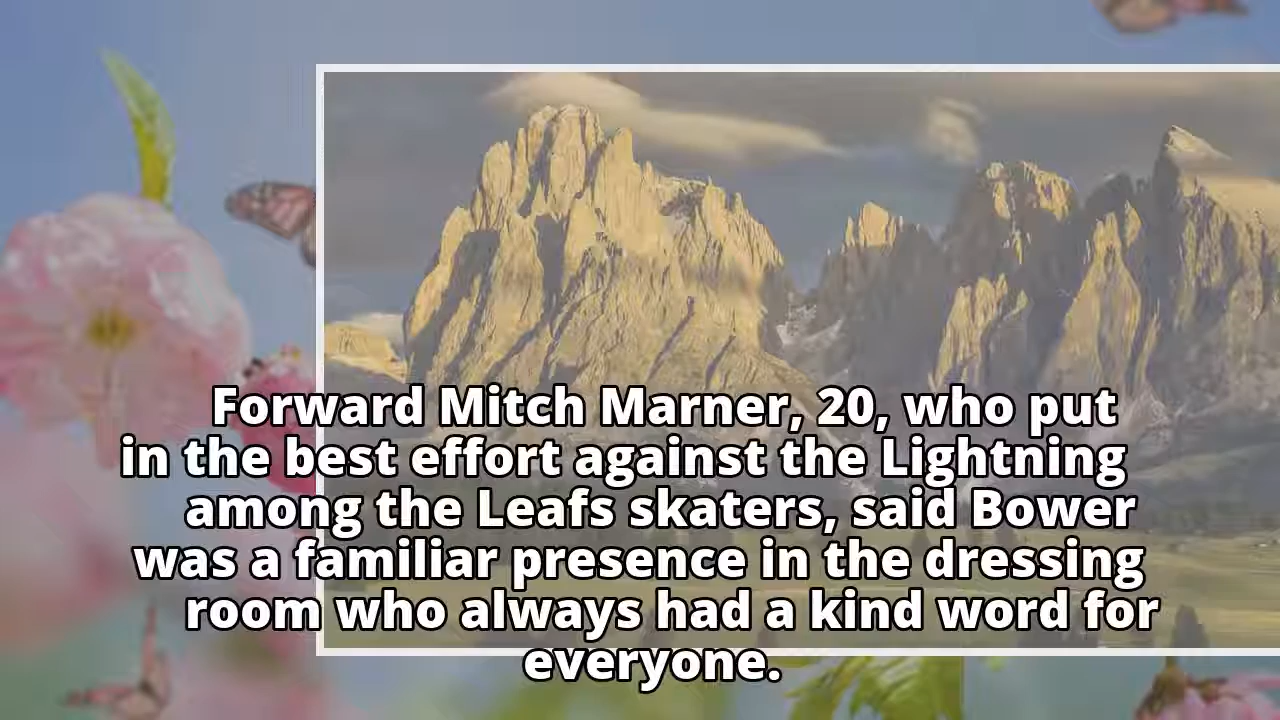 Forward Mitch Marner, 20, who put
in the best effort against the Lightning
among the Leafs skaters, said Bower
was a familiar presence in the dressing
room who always had a kind word for
everyone.